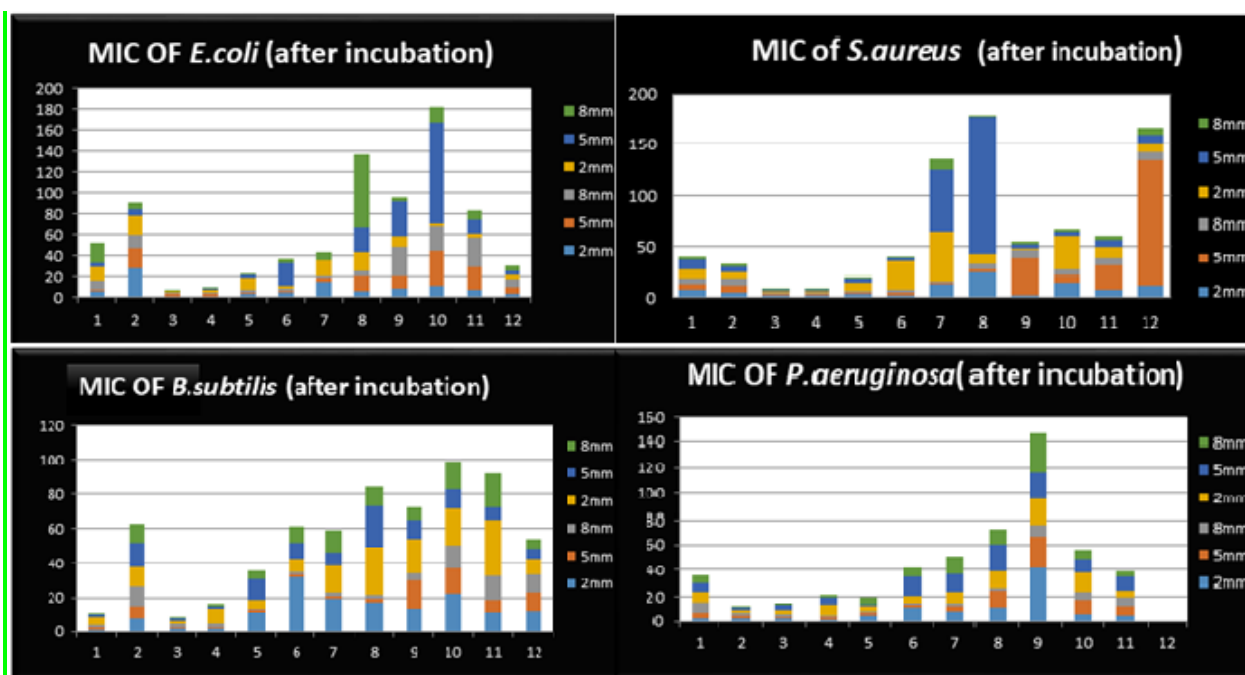 MIC OF E.coli (after incubation)
200
180
160
140
120
100
80
60
40
20
0
1 2 3 4 5 6 7 8 9 10 11 12
8mm
5mm
2mm
8mm
5mm
2mm
MIC of S.aureus (after incubation)
200
150
100
50
0
1 2 3 4 5 6 7 8 9 10 11 12
8mm
5mm
2mm
8mm
5mm
2mm
MIC OF B.subtilis (after incubation)
120
100
80
60
40
20
0
1 2 3 4 5 6 7 8 9 10 11 12
8mm
5mm
2mm
8mm
5mm
2mm
MIC OF P.aeruginosa( after incubation)
160
140
120
100
80
60
40
20
0
1 2 3 4 5 6 7 8 9 10 11 12
8mm
5mm
2mm
8mm
5mm
2mm